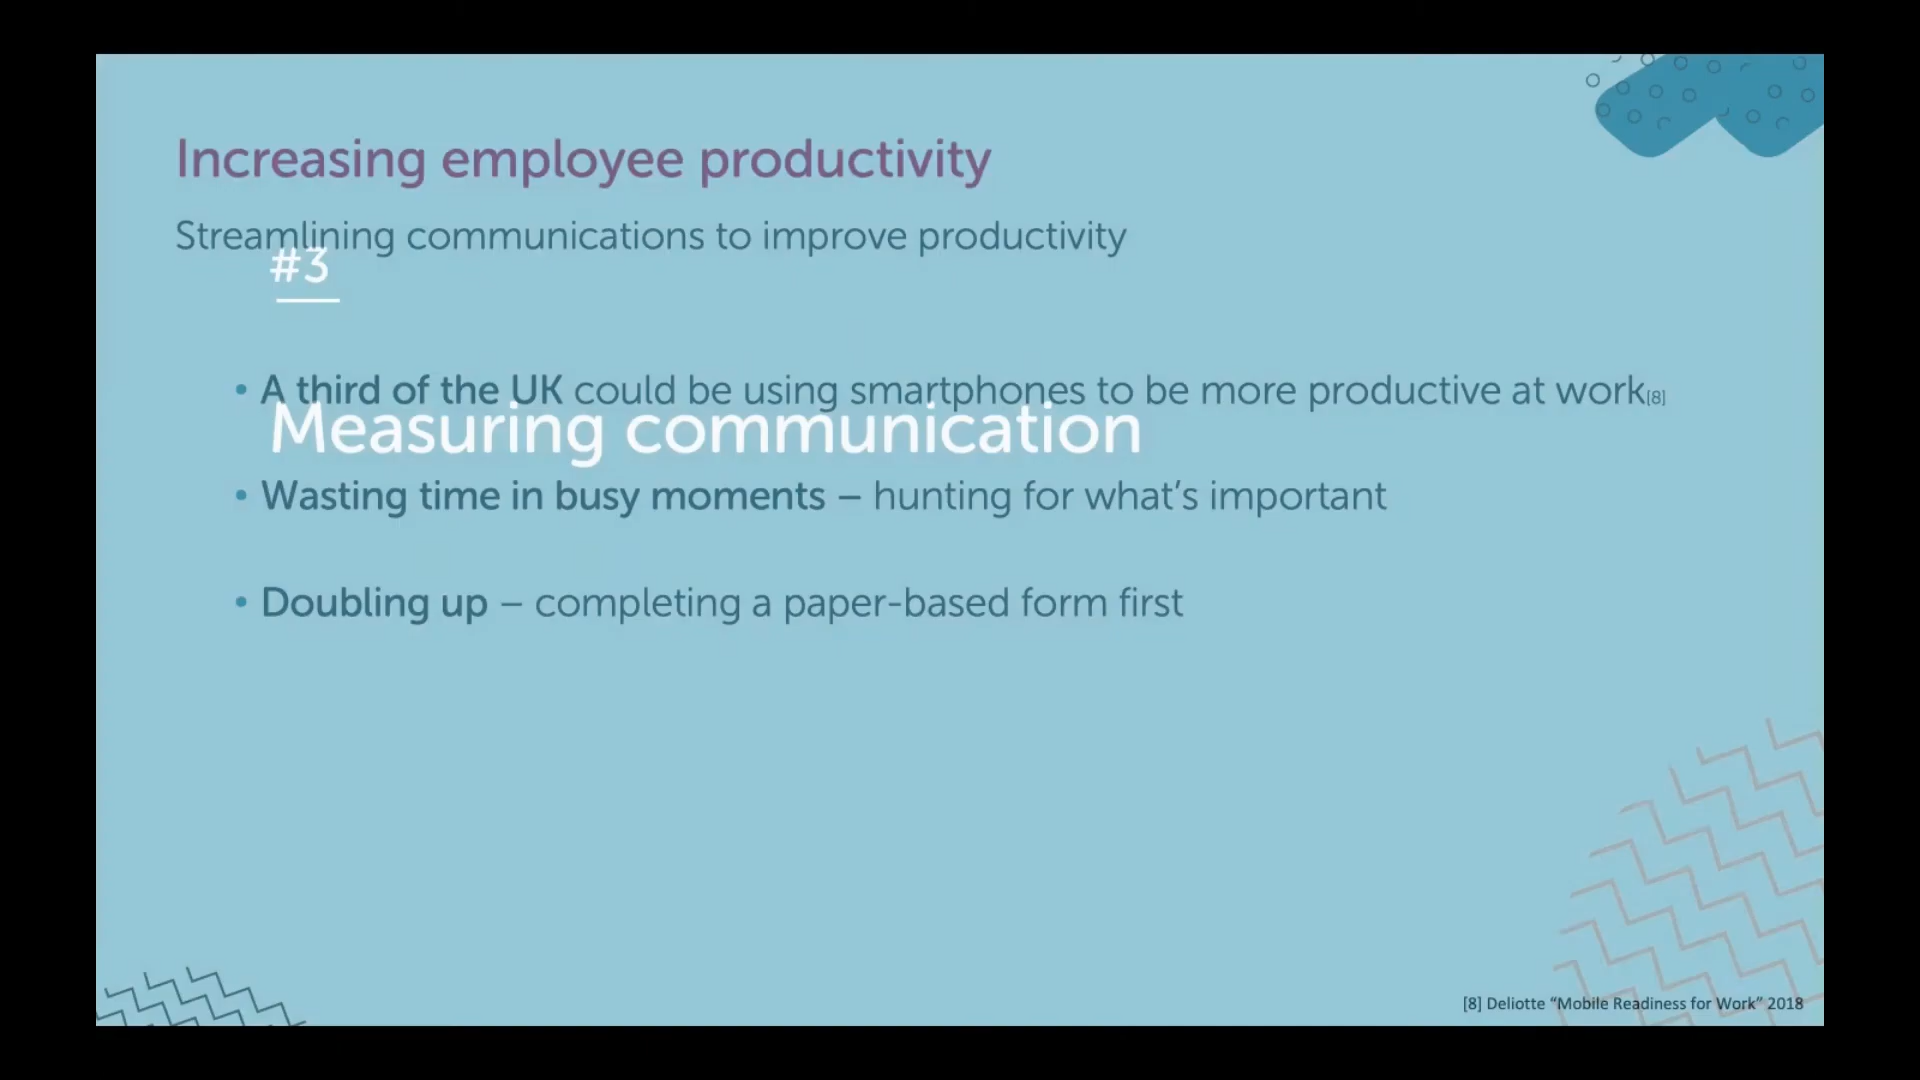 Increasing employee productivity
Streamlining communications to improve productivity
#3
• A third of the UK could be using smartphones to be more productive at work[8]
Measuring communication
• Wasting time in busy moments – hunting for what’s important
• Doubling up – completing a paper-based form first
[8] Deliotte “Mobile Readiness for Work” 2018